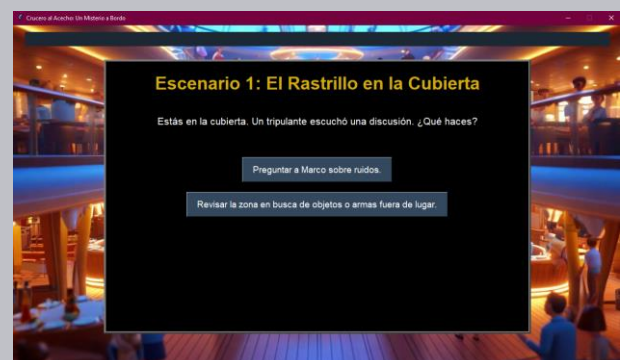 Crucero al Acecho: Un Misterio a Bordo
Escenario 1: El Rastrillo en la Cubierta
Estás en la cubierta. Un tripulante escuchó una discusión. ¿Qué haces?
Preguntar a Marco sobre ruidos.
Revisar la zona en busca de objetos o armas fuera de lugar.